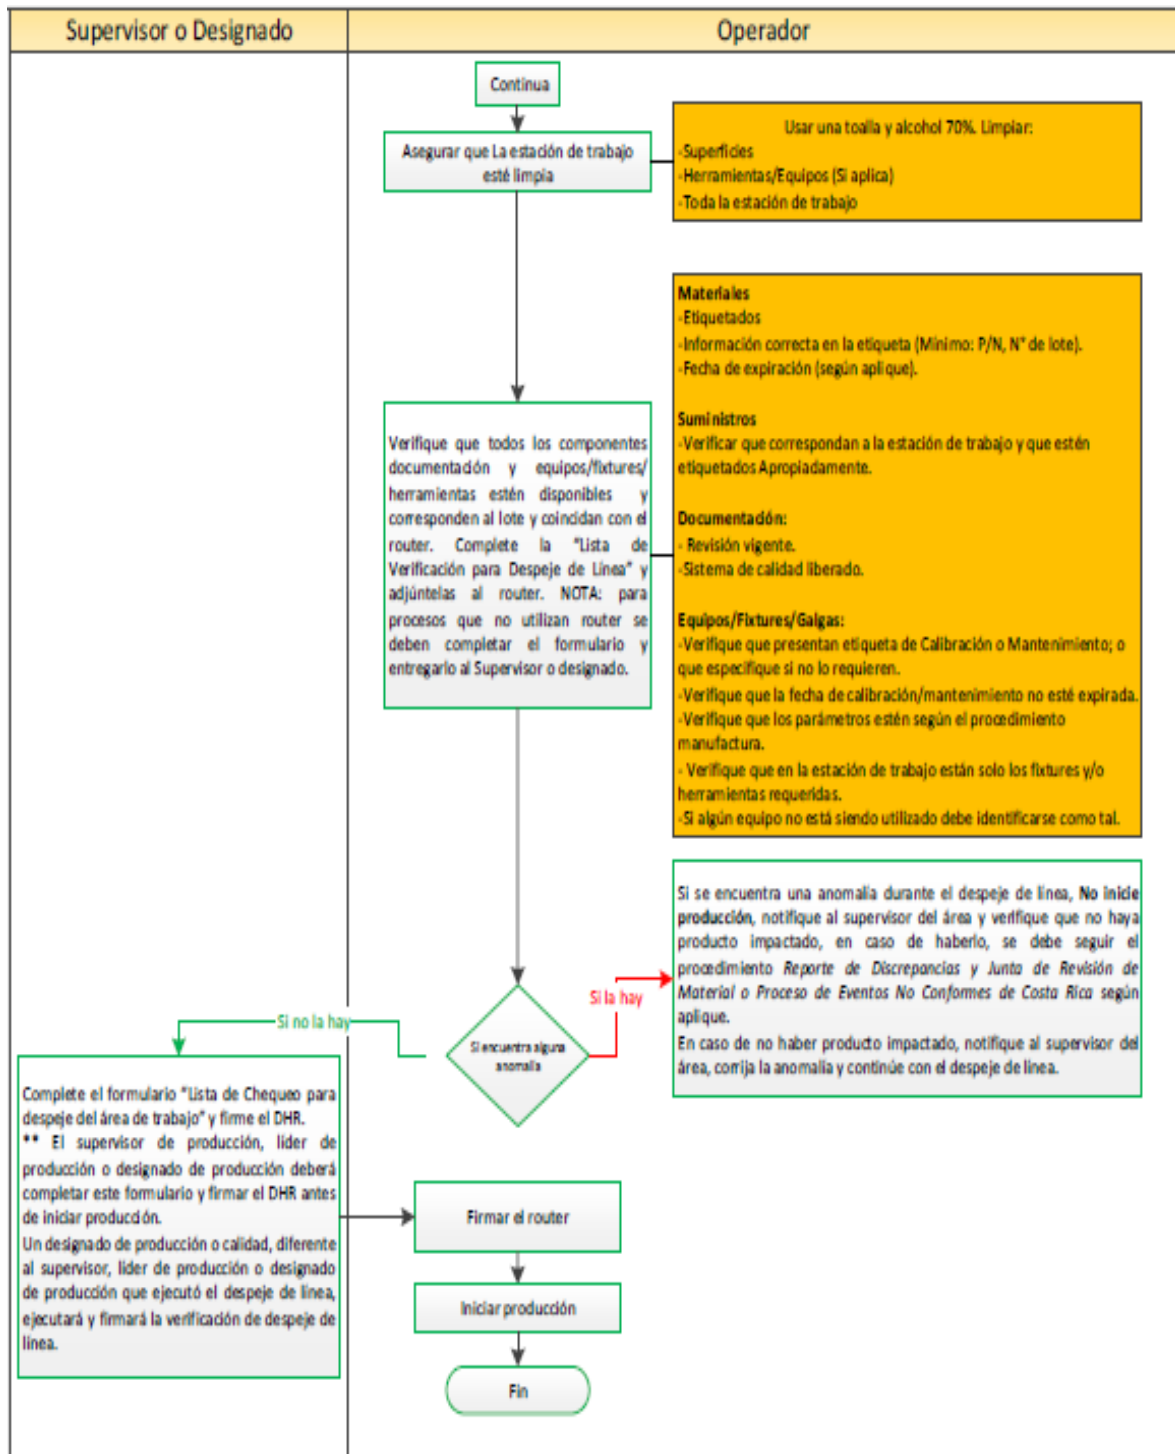 Supervisor o Designado
Operador
Continua
Asegurar que La estación de trabajo
esté limpia
Usar una toalla y alcohol 70%. Limpiar:
-Superficies
-Herramientas/Equipos (Si aplica)
-Toda la estación de trabajo
Materiales
-Etiquetados
-Información correcta en la etiqueta (Mínimo: P/N, N° de lote).
-Fecha de expiración (según aplique).
Suministros
-Verificar que correspondan a la estación de trabajo y que estén
etiquetados Apropiadamente.
Documentación:
- Revisión vigente.
-Sistema de calidad liberado.
Equipos/Fixtures/Galgas:
-Verifique que presentan etiqueta de Calibración o Mantenimiento; o
que especifique si no lo requieren.
-Verifique que la fecha de calibración/mantenimiento no esté expirada.
-Verifique que los parámetros estén según el procedimiento
manufactura.
- Verifique que en la estación de trabajo están solo los fixtures y/o
herramientas requeridas.
-Si algún equipo no está siendo utilizado debe identificarse como tal.
Verifique que todos los componentes
documentación y equipos/fixtures/
herramientas estén disponibles y
corresponden al lote y coincidan con el
router. Complete la "Lista de
Verificación para Despeje de Línea" y
adjúntelas al router. NOTA: para
procesos que no utilizan router se
deben completar el formulario y
entregarlo al Supervisor o designado.
Si se encuentra una anomalía durante el despeje de línea, No inicie
producción, notifique al supervisor del área y verifique que no haya
producto impactado, en caso de haberlo, se debe seguir el
procedimiento Reporte de Discrepancias y Junta de Revisión de
Material o Proceso de Eventos No Conformes de Costa Rica según
aplique.
En caso de no haber producto impactado, notifique al supervisor del
área, corrija la anomalía y continúe con el despeje de línea.
Si la hay
Si no la hay
Si encuentra alguna
anomalía
Complete el formulario "Lista de Chequeo para
despeje del área de trabajo" y firme el DHR.
** El supervisor de producción, líder de
producción o designado de producción deberá
completar este formulario y firmar el DHR antes
de iniciar producción.
Un designado de producción o calidad, diferente
al supervisor, líder de producción o designado
de producción que ejecutó el despeje de línea,
ejecutará y firmará la verificación de despeje de
línea.
Firmar el router
Iniciar producción
Fin